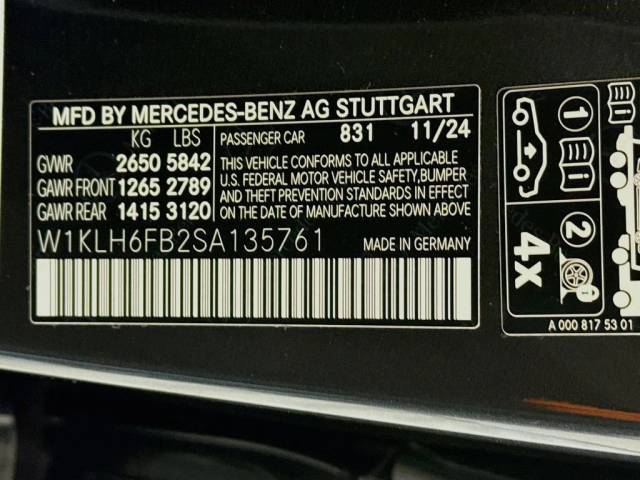 MFD BY MERCEDES-BENZ AG STUTTGART
KG LBS PASSENGER CAR 831 11/24
GVWR 2650 5842
GAWR FRONT 1265 2789
GAWR REAR 1415 3120
THIS VEHICLE CONFORMS TO ALL APPLICABLE
U.S. FEDERAL MOTOR VEHICLE SAFETY,BUMPER
AND THEFT PREVENTION STANDARDS IN EFFECT
ON THE DATE OF MANUFACTURE SHOWN ABOVE.
W1KLH6FB2SA135761 MADE IN GERMANY
1
2
4x
A 000 817 53 01